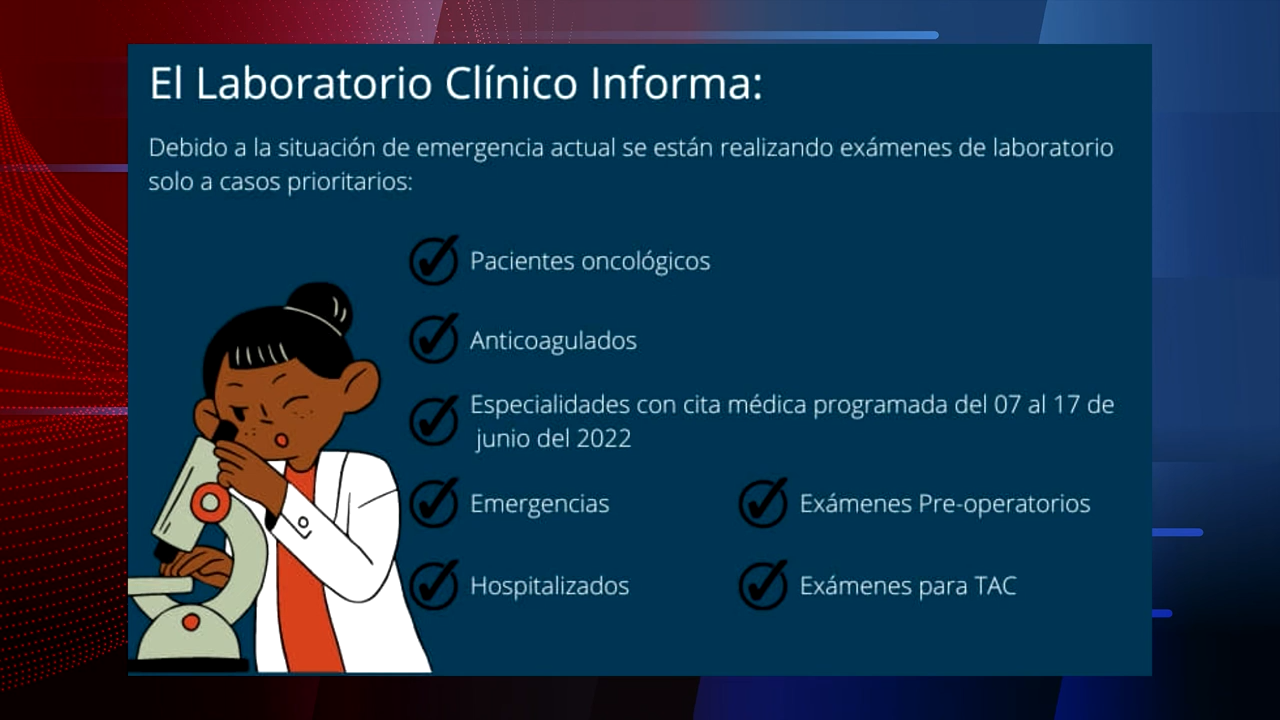 El Laboratorio Clínico Informa:
Debido a la situación de emergencia actual se están realizando exámenes de laboratorio
solo a casos prioritarios:
Pacientes oncológicos
Anticoagulados
Especialidades con cita médica programada del 07 al 17 de
junio del 2022
Emergencias
Exámenes Pre-operatorios
Hospitalizados
Exámenes para TAC